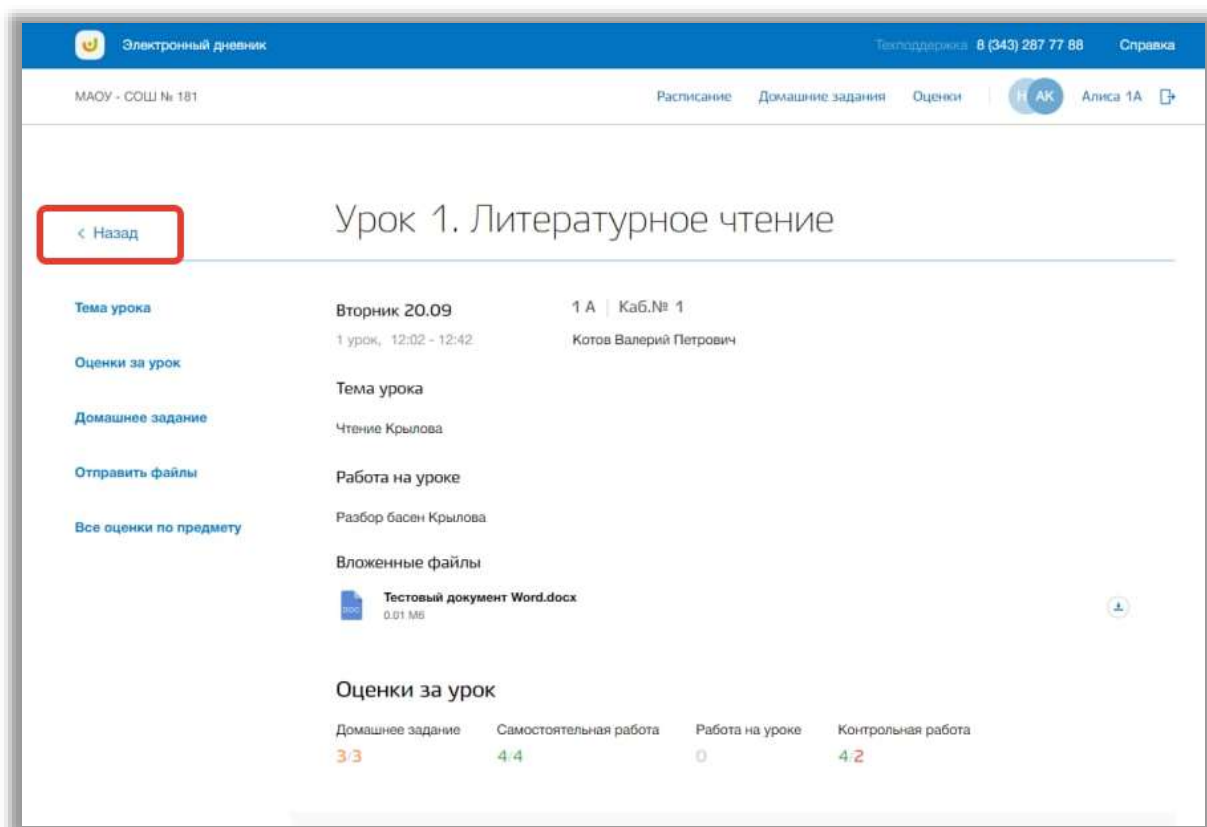 Электронный дневник
Техподдержка 8 (343) 287 77 88 Справка
МАОУ - СОШ № 181
Расписание Домашние задания Оценки Н АК Алиса 1А
< Назад
Урок 1. Литературное чтение
Тема урока
Оценки за урок
Домашнее задание
Отправить файлы
Все оценки по предмету
Вторник 20.09
1 А | Каб.№ 1
1 урок, 12:02 - 12:42
Котов Валерий Петрович
Тема урока
Чтение Крылова
Работа на уроке
Разбор басен Крылова
Вложенные файлы
DOC
Тестовый документ Word.docx
0.01 Мб
Оценки за урок
Домашнее задание Самостоятельная работа Работа на уроке Контрольная работа
3/3 4/4 0 4/2